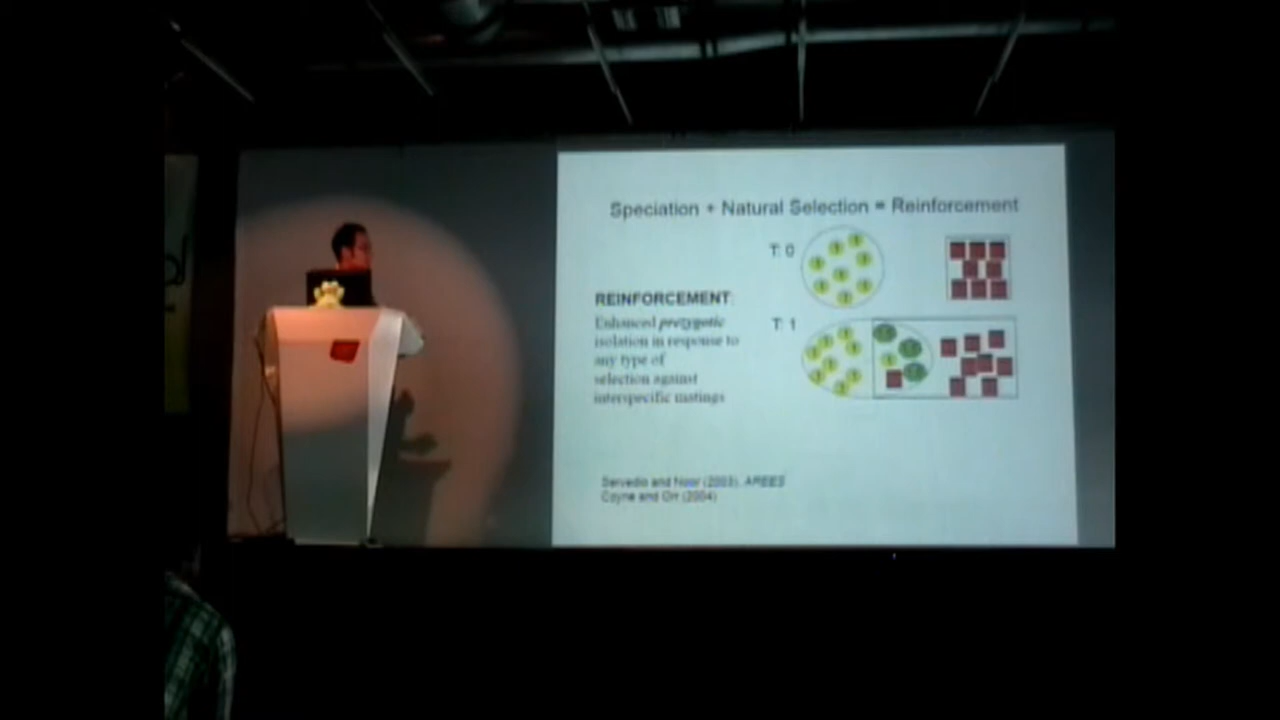 Speciation + Natural Selection = Reinforcement
T: 0
REINFORCEMENT:
Enhanced prezygotic
isolation in response to
any type of
selection against
interspecific matings
T: 1
Servedio and Noor (2003), AREES
Coyne and Orr (2004)